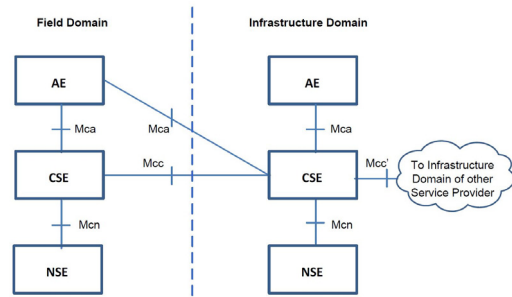 Field Domain
Infrastructure Domain
AE
AE
Mca
Mca
Mca
Mcc
Mcc'
CSE
CSE
To Infrastructure
Domain of other
Service Provider
Mcn
Mcn
NSE
NSE